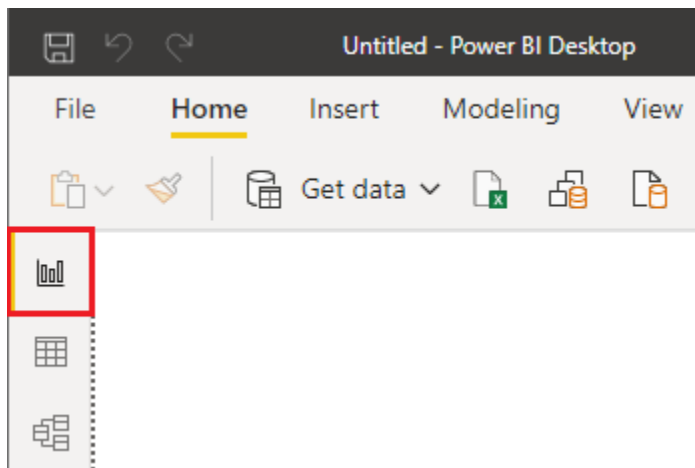 Untitled - Power BI Desktop
File Home Insert Modeling View
Get data